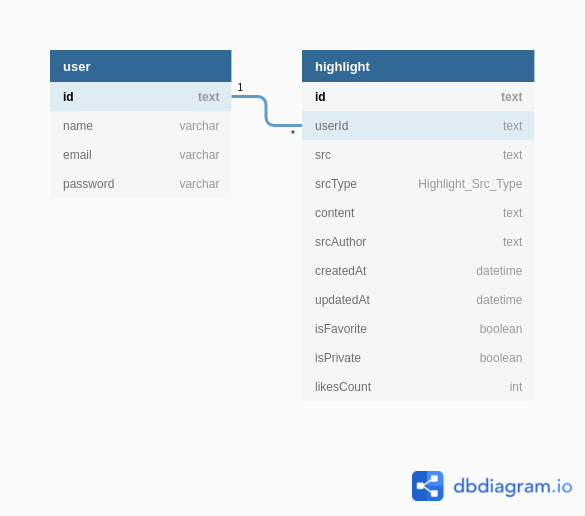 user
id text
name varchar
email varchar
password varchar
1
*
highlight
id text
userId text
src text
srcType Highlight_Src_Type
content text
srcAuthor text
createdAt datetime
updatedAt datetime
isFavorite boolean
isPrivate boolean
likesCount int
dbdiagram.io